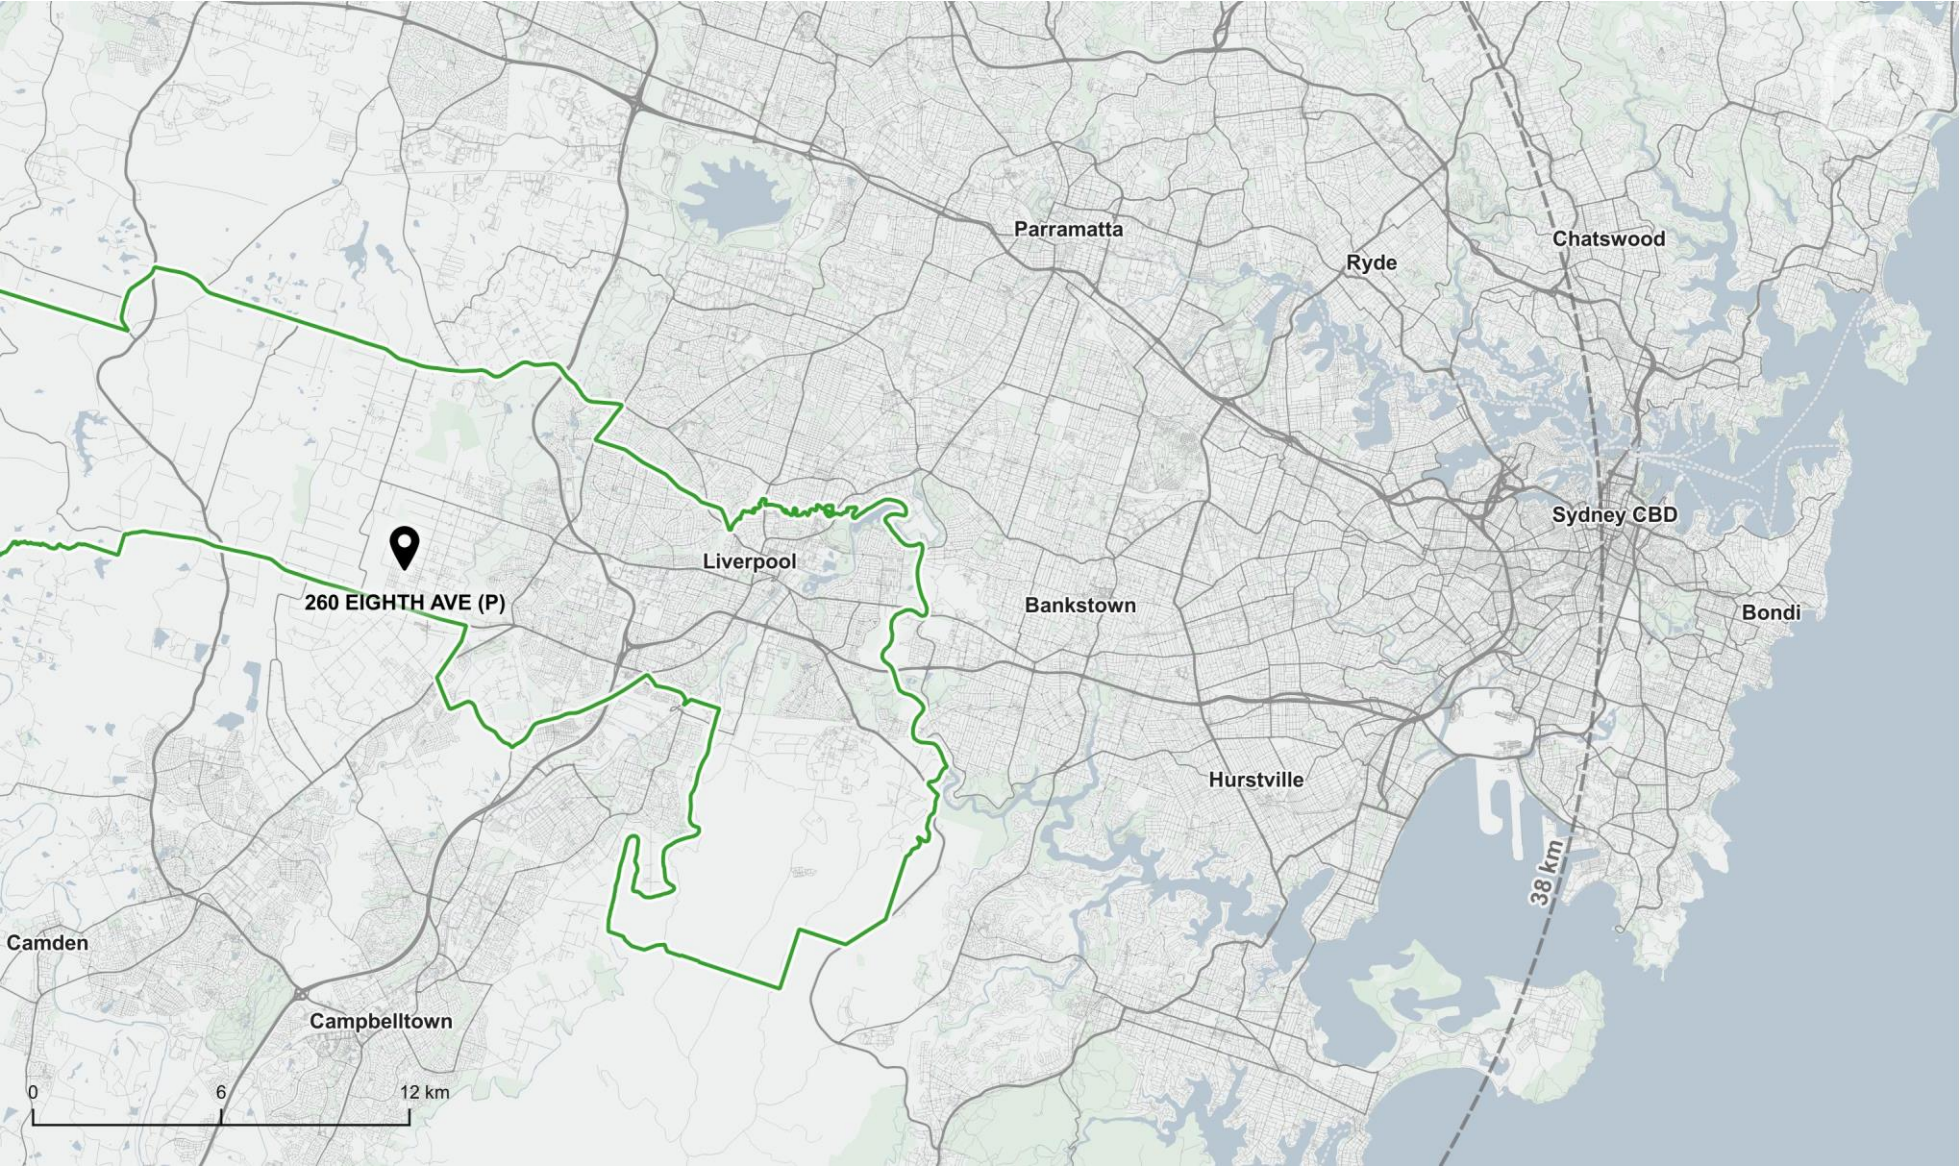 Parramatta
Chatswood
Ryde
Sydney CBD
Liverpool
260 EIGHTH AVE (P)
Bankstown
Bondi
Hurstville
38 km
Camden
Campbelltown
0 6 12 km